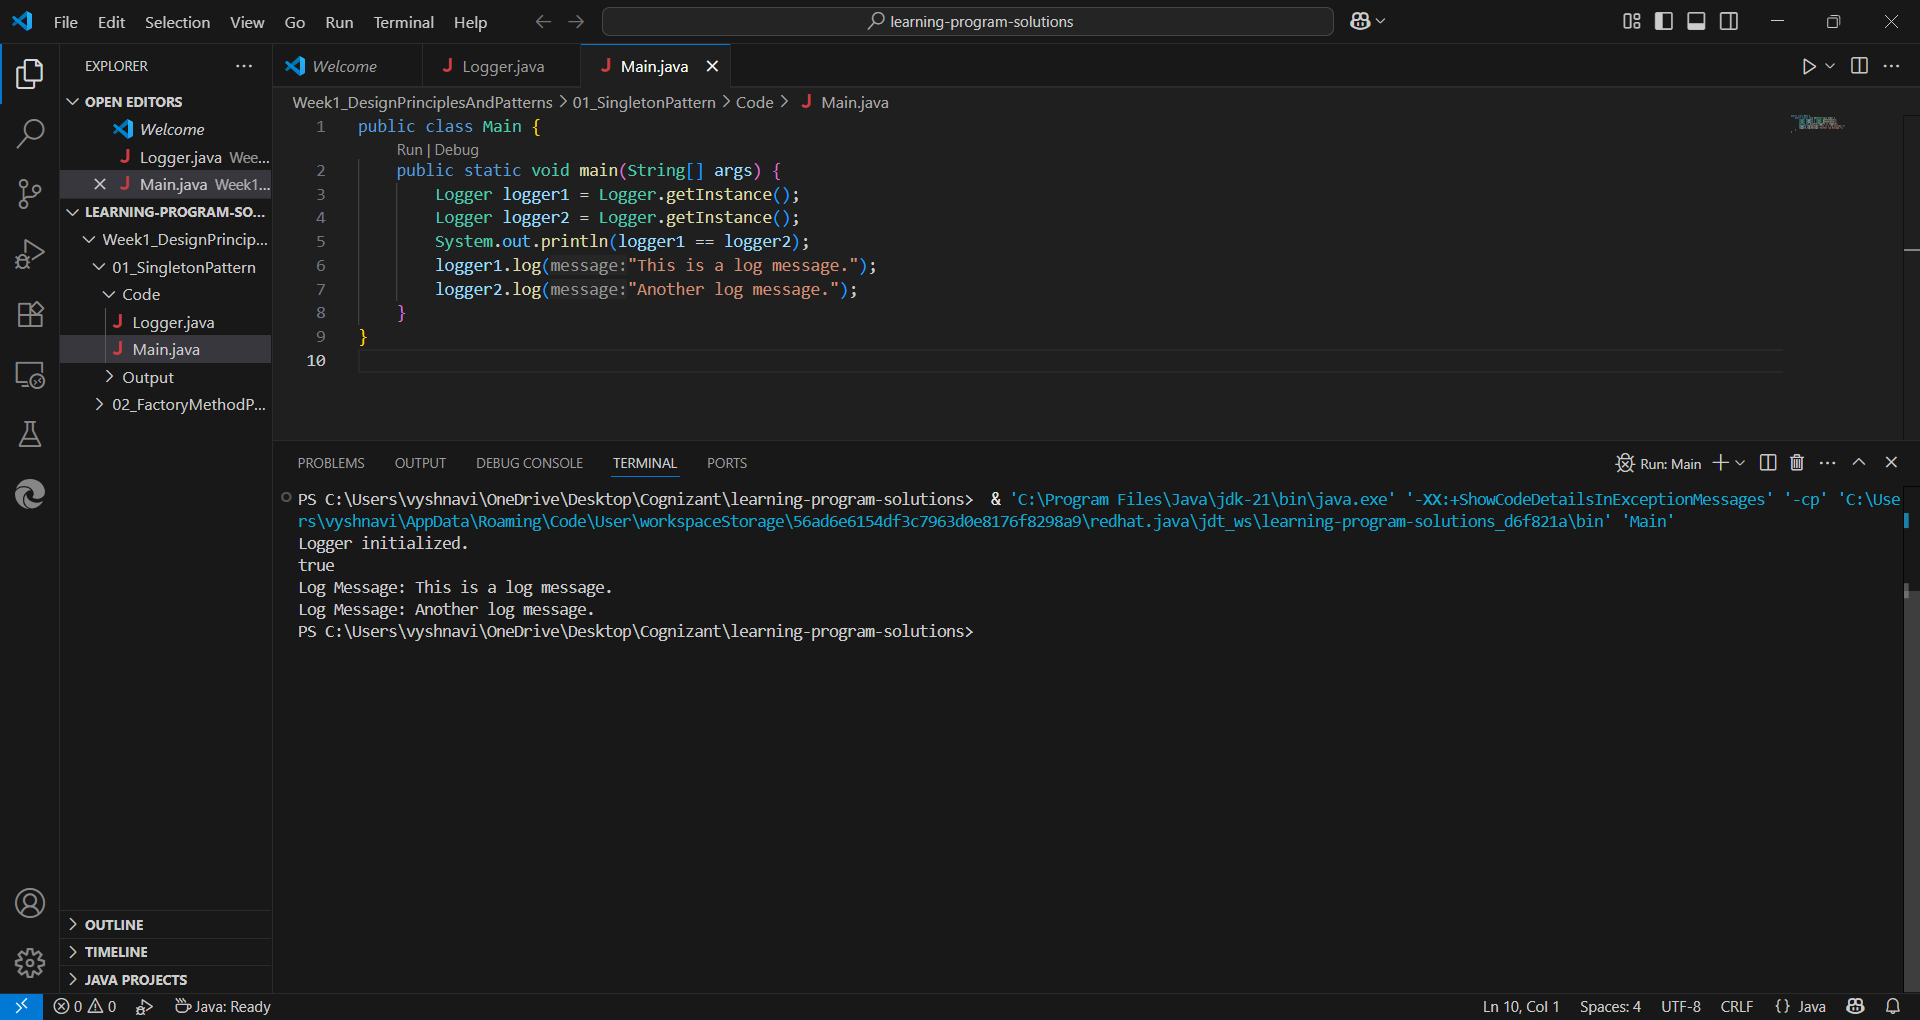 File Edit Selection View Go Run Terminal Help
learning-program-solutions
EXPLORER
OPEN EDITORS
Welcome
Logger.java Wee...
Main.java Week1...
LEARNING-PROGRAM-SO...
Week1_DesignPrincip...
01_SingletonPattern
Code
Logger.java
Main.java
Output
02_FactoryMethodP...
OUTLINE
TIMELINE
JAVA PROJECTS
Welcome Logger.java Main.java
Week1_DesignPrinciplesAndPatterns > 01_SingletonPattern > Code > Main.java
1 public class Main {
Run | Debug
2 public static void main(String[] args) {
3 Logger logger1 = Logger.getInstance();
4 Logger logger2 = Logger.getInstance();
5 System.out.println(logger1 == logger2);
6 logger1.log(message:"This is a log message.");
7 logger2.log(message:"Another log message.");
8 }
9 }
10
PROBLEMS OUTPUT DEBUG CONSOLE TERMINAL PORTS
Run: Main
PS C:\Users\vyshnavi\OneDrive\Desktop\Cognizant\learning-program-solutions> & 'C:\Program Files\Java\jdk-21\bin\java.exe' '-XX:+ShowCodeDetailsInExceptionMessages' '-cp' 'C:\Use
rs\vyshnavi\AppData\Roaming\Code\User\workspaceStorage\56ad6e6154df3c7963d0e8176f8298a9\redhat.java\jdt_ws\learning-program-solutions_d6f821a\bin' 'Main'
Logger initialized.
true
Log Message: This is a log message.
Log Message: Another log message.
PS C:\Users\vyshnavi\OneDrive\Desktop\Cognizant\learning-program-solutions>
0 0 Java: Ready
Ln 10, Col 1 Spaces: 4 UTF-8 CRLF {} Java